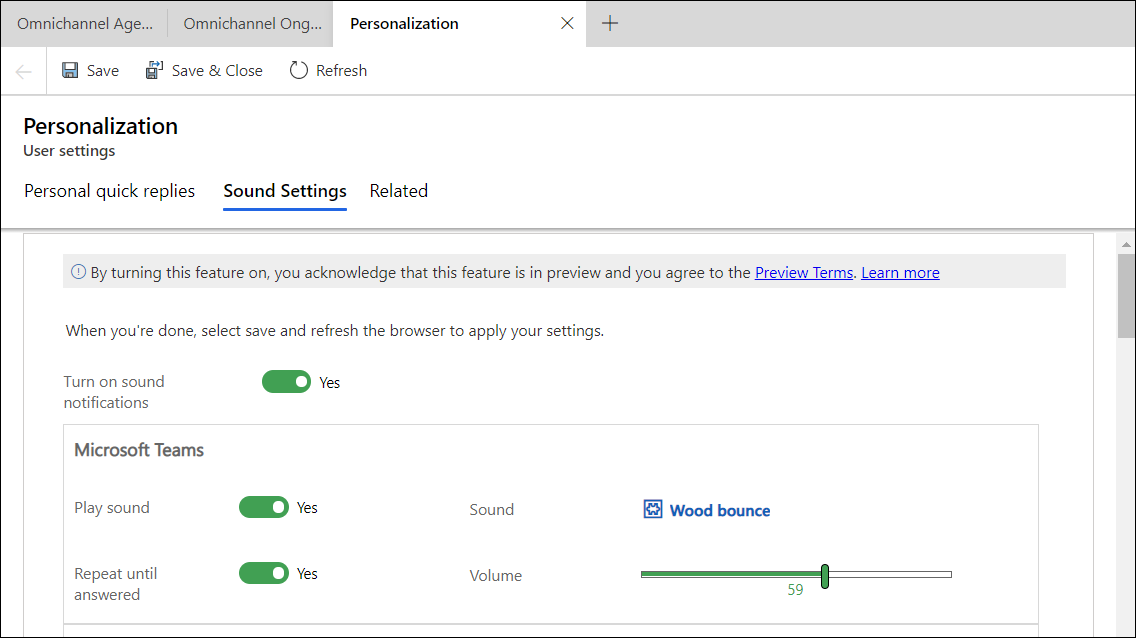 Omnichannel Age...
Omnichannel Ong...
Personalization
Save
Save & Close
Refresh
Personalization
User settings
Personal quick replies
Sound Settings
Related
By turning this feature on, you acknowledge that this feature is in preview and you agree to the Preview Terms. Learn more
When you're done, select save and refresh the browser to apply your settings.
Turn on sound
notifications
Yes
Microsoft Teams
Play sound
Yes
Sound
Wood bounce
Repeat until
answered
Yes
Volume
59